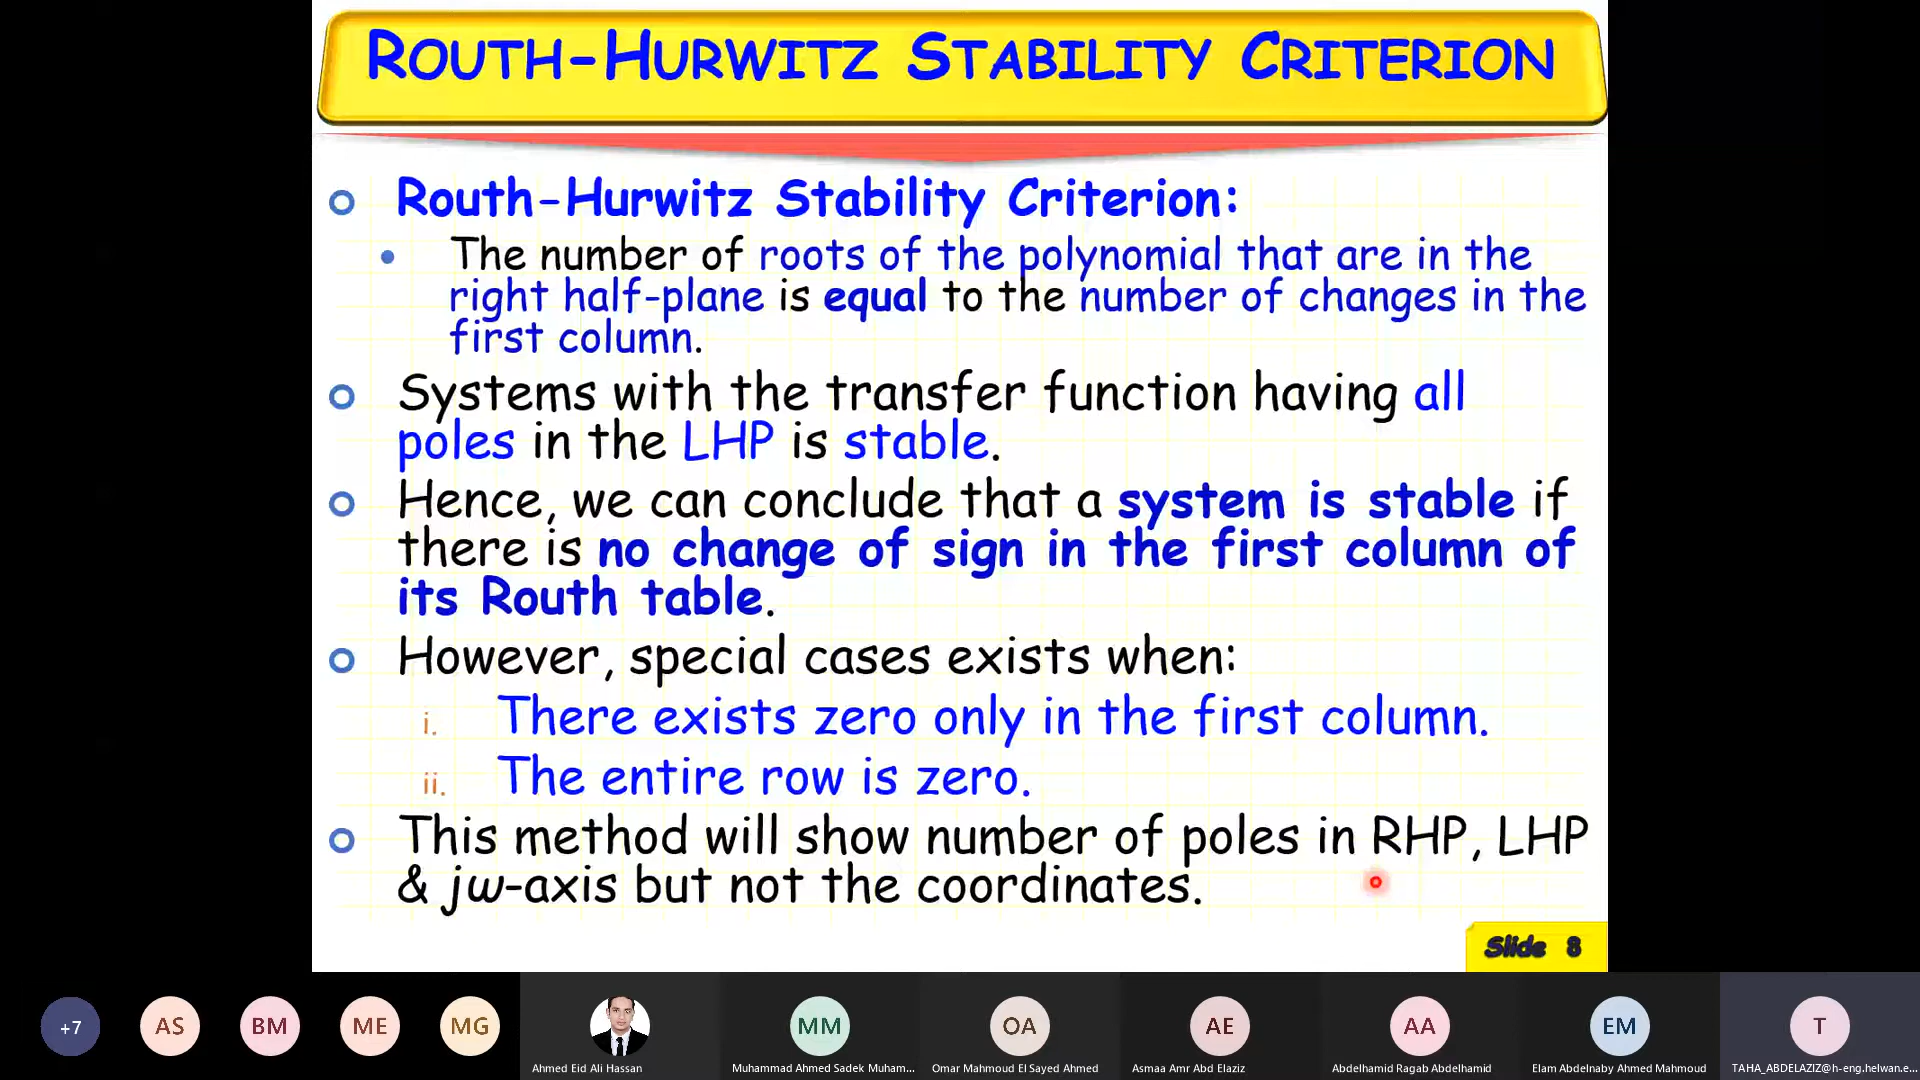 ROUTH-HURWITZ STABILITY CRITERION
Routh-Hurwitz Stability Criterion:
The number of roots of the polynomial that are in the
right half-plane is equal to the number of changes in the
first column.
Systems with the transfer function having all
poles in the LHP is stable.
Hence, we can conclude that a system is stable if
there is no change of sign in the first column of
its Routh table.
However, special cases exists when:
i. There exists zero only in the first column.
ii. The entire row is zero.
This method will show number of poles in RHP, LHP
& jω-axis but not the coordinates.
Slide 8
+7 AS BM ME MG MM OA AE AA EM T
Ahmed Eid Ali Hassan
Muhammad Ahmed Sadek Muham...
Omar Mahmoud El Sayed Ahmed
Asmaa Amr Abd Elaziz
Abdelhamid Ragab Abdelhamid
Elam Abdelnaby Ahmed Mahmoud
TAHA_ABDELAZIZ@h-eng.helwan.e...